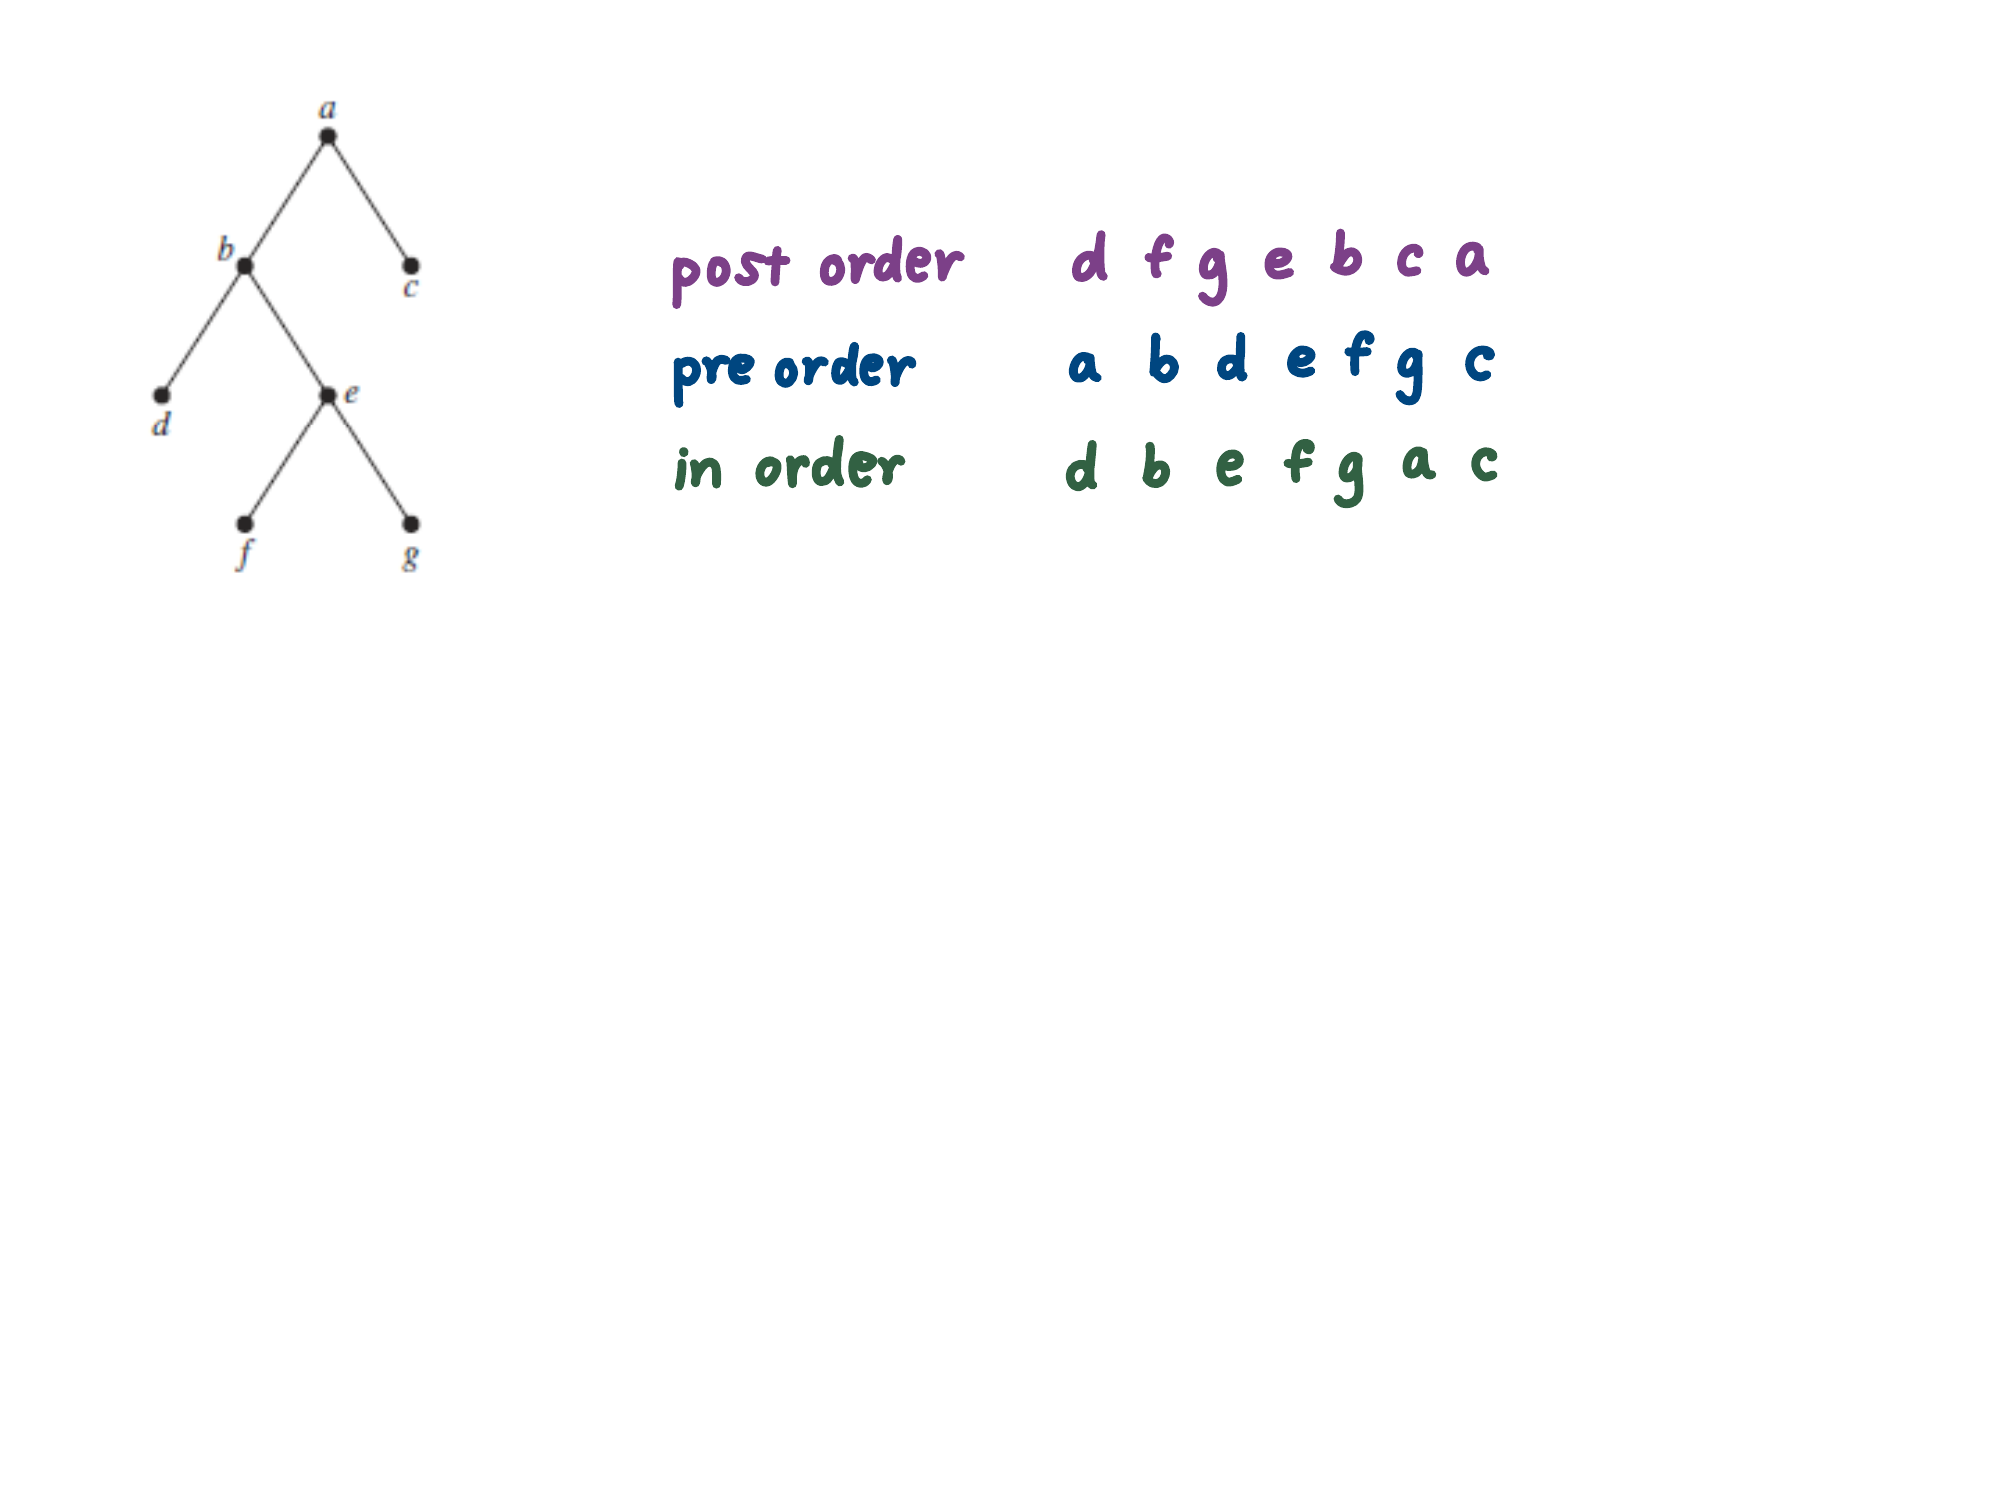 a
b
c
d
e
f
g
post order d f g e b c a
pre order a b d e f g c
in order d b e f g a c